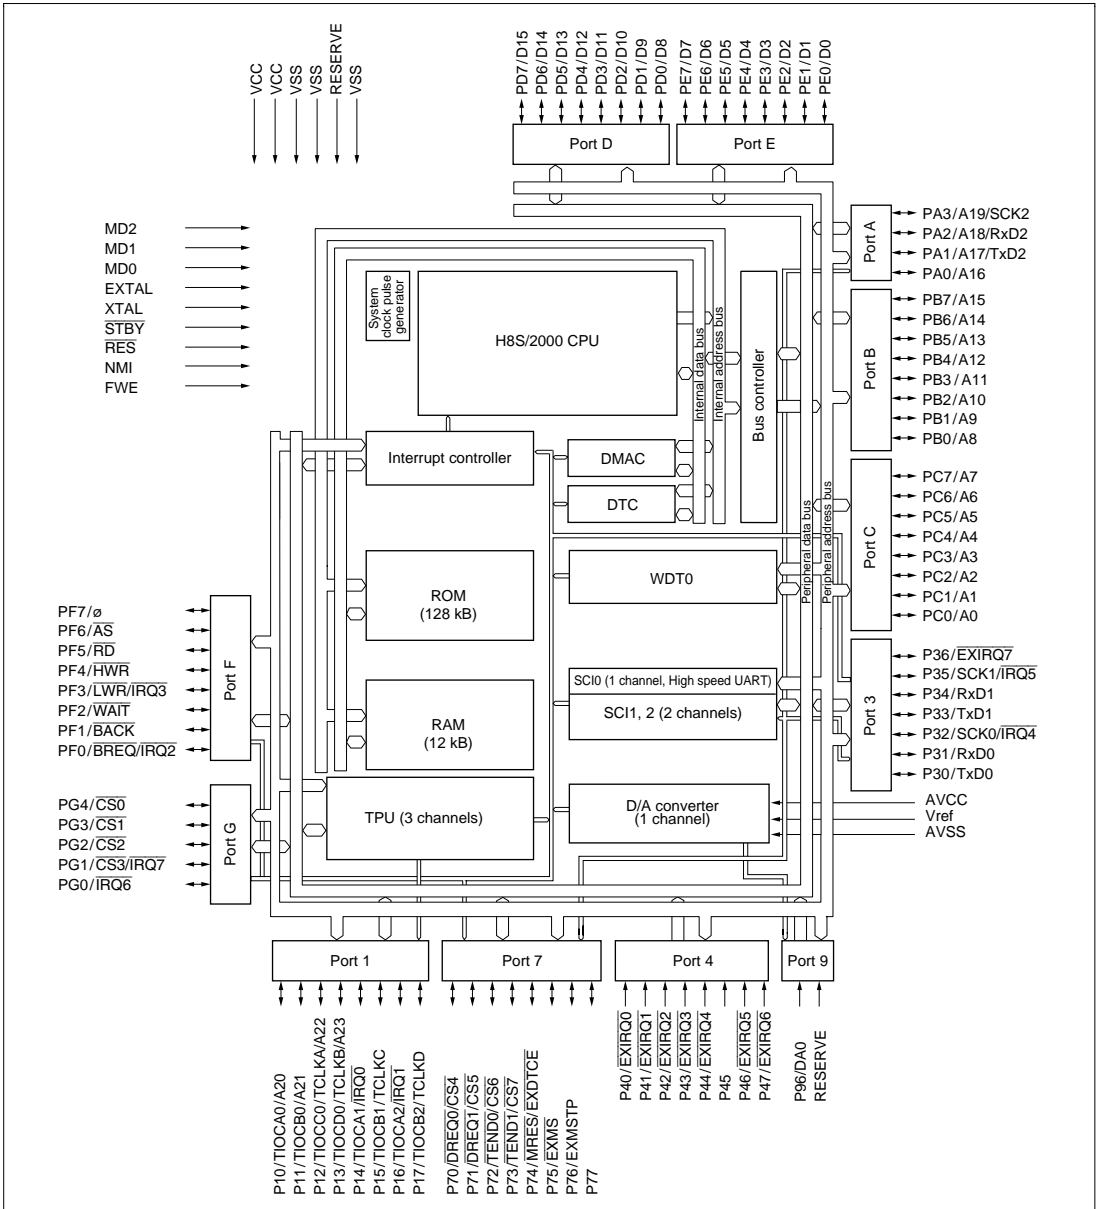 VCC
VCC
VSS
VSS
RESERVE
VSS
PD7/D15
PD6/D14
PD5/D13
PD4/D12
PD3/D11
PD2/D10
PD1/D9
PD0/D8
PE7/D7
PE6/D6
PE5/D5
PE4/D4
PE3/D3
PE2/D2
PE1/D1
PE0/D0
Port D
Port E
MD2
MD1
MD0
EXTAL
XTAL
STBY
RES
NMI
FWE
System
clock pulse
generator
H8S/2000 CPU
Internal data bus
Internal address bus
Bus controller
Port A
PA3/A19/SCK2
PA2/A18/RxD2
PA1/A17/TxD2
PA0/A16
Port B
PB7/A15
PB6/A14
PB5/A13
PB4/A12
PB3/A11
PB2/A10
PB1/A9
PB0/A8
Interrupt controller
DMAC
DTC
Peripheral data bus
Peripheral address bus
Port C
PC7/A7
PC6/A6
PC5/A5
PC4/A4
PC3/A3
PC2/A2
PC1/A1
PC0/A0
ROM
(128 kB)
WDT0
PF7/ø
PF6/AS
PF5/RD
PF4/HWR
PF3/LWR/IRQ3
PF2/WAIT
PF1/BACK
PF0/BREQ/IRQ2
Port F
RAM
(12 kB)
SCI0 (1 channel, High speed UART)
SCI1, 2 (2 channels)
Port 3
P36/EXIRQ7
P35/SCK1/IRQ5
P34/RxD1
P33/TxD1
P32/SCK0/IRQ4
P31/RxD0
P30/TxD0
PG4/CS0
PG3/CS1
PG2/CS2
PG1/CS3/IRQ7
PG0/IRQ6
Port G
TPU (3 channels)
D/A converter
(1 channel)
AVCC
Vref
AVSS
Port 1
Port 7
Port 4
Port 9
P10/TIOCA0/A20
P11/TIOCB0/A21
P12/TIOCC0/TCLKA/A22
P13/TIOCD0/TCLKB/A23
P14/TIOCA1/IRQ0
P15/TIOCB1/TCLKC
P16/TIOCA2/IRQ1
P17/TIOCB2/TCLKD
P70/DREQ0/CS4
P71/DREQ1/CS5
P72/TEND0/CS6
P73/TEND1/CS7
P74/MRES/EXDTCE
P75/EXMS
P76/EXMSTP
P77
P40/EXIRQ0
P41/EXIRQ1
P42/EXIRQ2
P43/EXIRQ3
P44/EXIRQ4
P45
P46/EXIRQ5
P47/EXIRQ6
P96/DA0
RESERVE